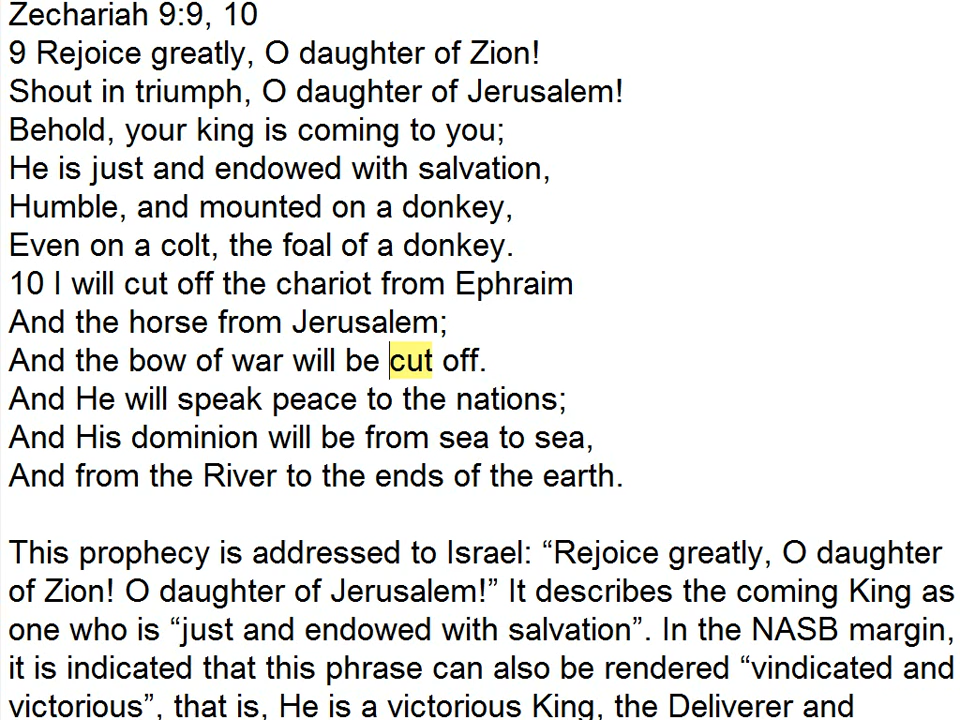 Zechariah 9:9, 10
9 Rejoice greatly, O daughter of Zion!
Shout in triumph, O daughter of Jerusalem!
Behold, your king is coming to you;
He is just and endowed with salvation,
Humble, and mounted on a donkey,
Even on a colt, the foal of a donkey.
10 I will cut off the chariot from Ephraim
And the horse from Jerusalem;
And the bow of war will be cut off.
And He will speak peace to the nations;
And His dominion will be from sea to sea,
And from the River to the ends of the earth.
This prophecy is addressed to Israel: “Rejoice greatly, O daughter
of Zion! O daughter of Jerusalem!” It describes the coming King as
one who is “just and endowed with salvation”. In the NASB margin,
it is indicated that this phrase can also be rendered “vindicated and
victorious”, that is, He is a victorious King, the Deliverer and